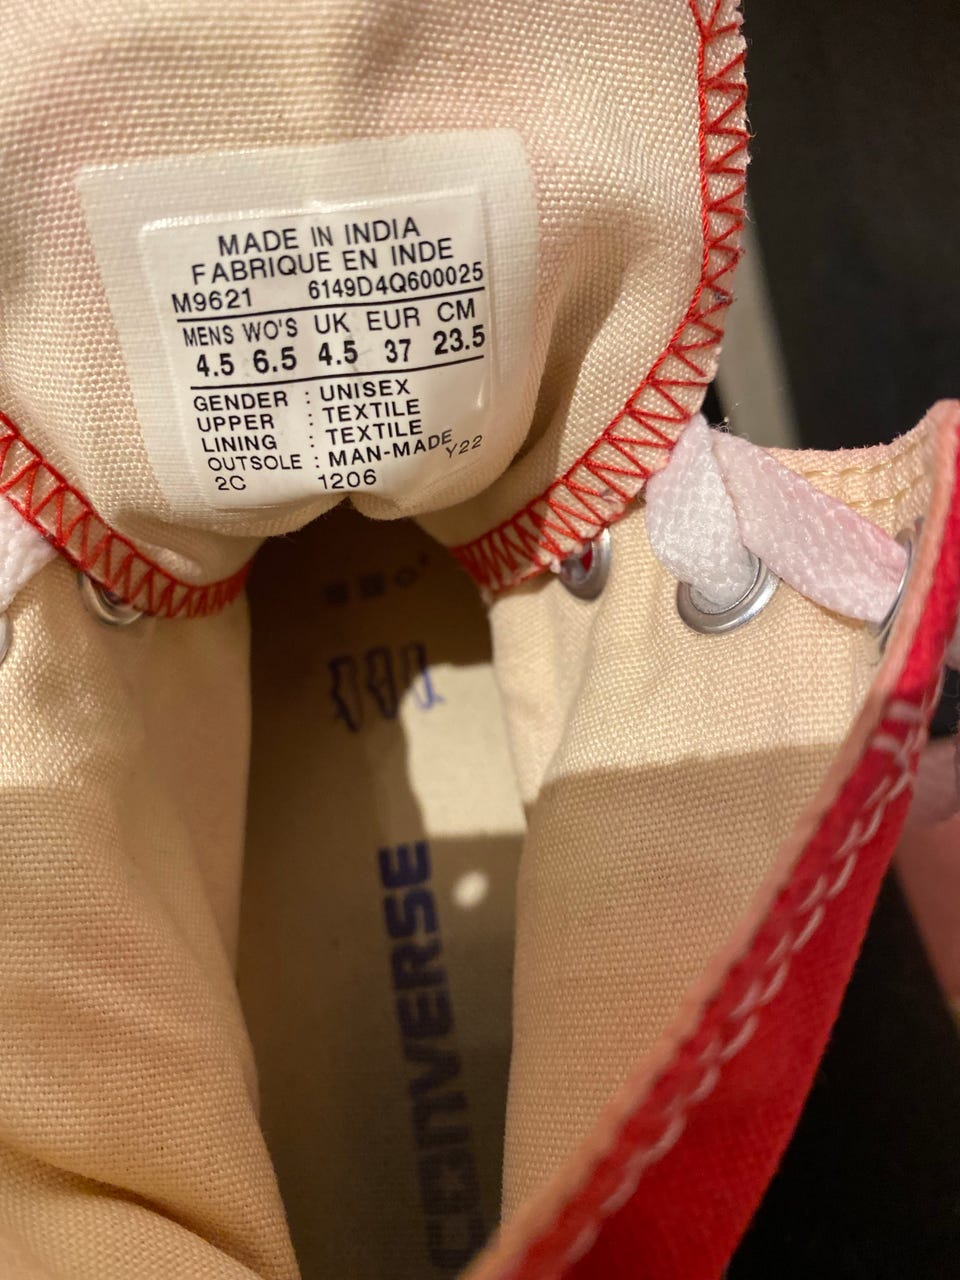 MADE IN INDIA
FABRIQUE EN INDE
M9621 6149D4Q600025
MENS WO'S UK EUR CM
4.5 6.5 4.5 37 23.5
GENDER : UNISEX
UPPER : TEXTILE
LINING : TEXTILE
OUTSOLE : MAN-MADE Y22
2C 1206
CONVERSE